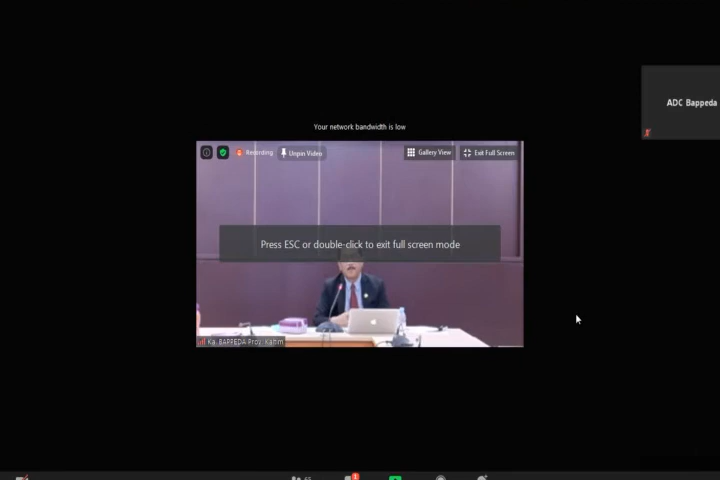 ADC Bappeda
Your network bandwidth is low
Recording
Unpin Video
Gallery View
Exit Full Screen
Press ESC or double-click to exit full screen mode
Ka. BAPPEDA Prov. Kaltim